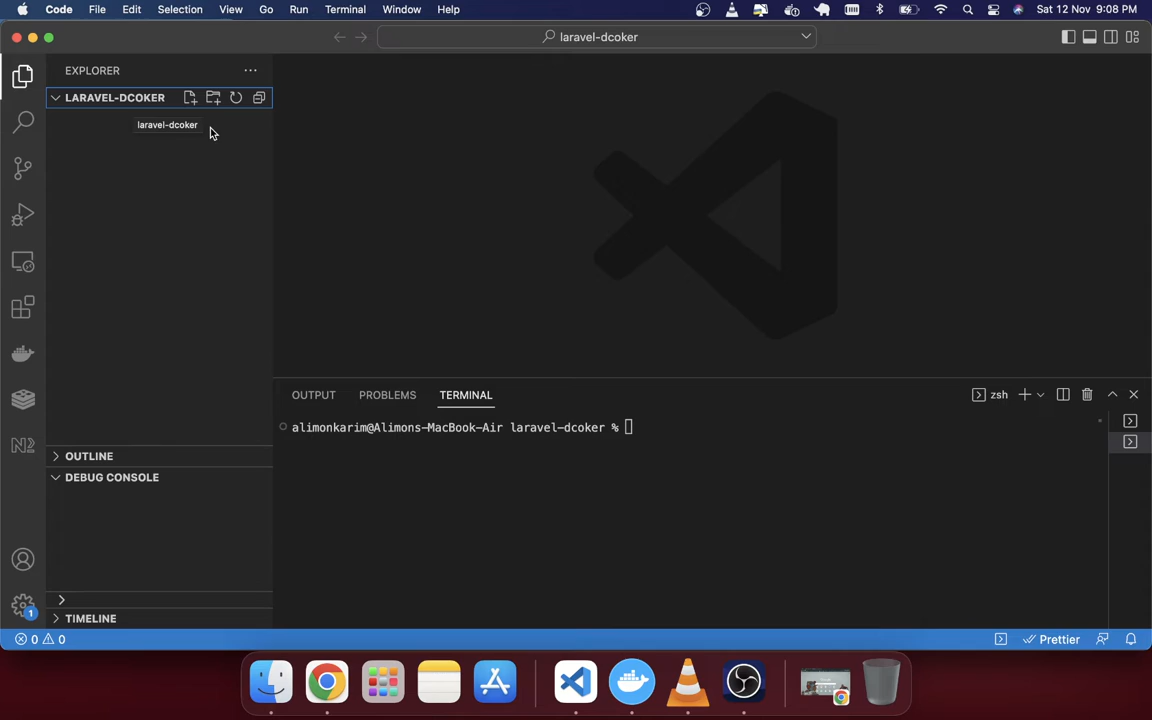 Code File Edit Selection View Go Run Terminal Window Help Sat 12 Nov 9:08 PM
laravel-dcoker
EXPLORER
LARAVEL-DCOKER
laravel-dcoker
OUTPUT PROBLEMS TERMINAL zsh
alimonkarim@Alimons-MacBook-Air laravel-dcoker %
OUTLINE
DEBUG CONSOLE
TIMELINE
1
0 0 Prettier